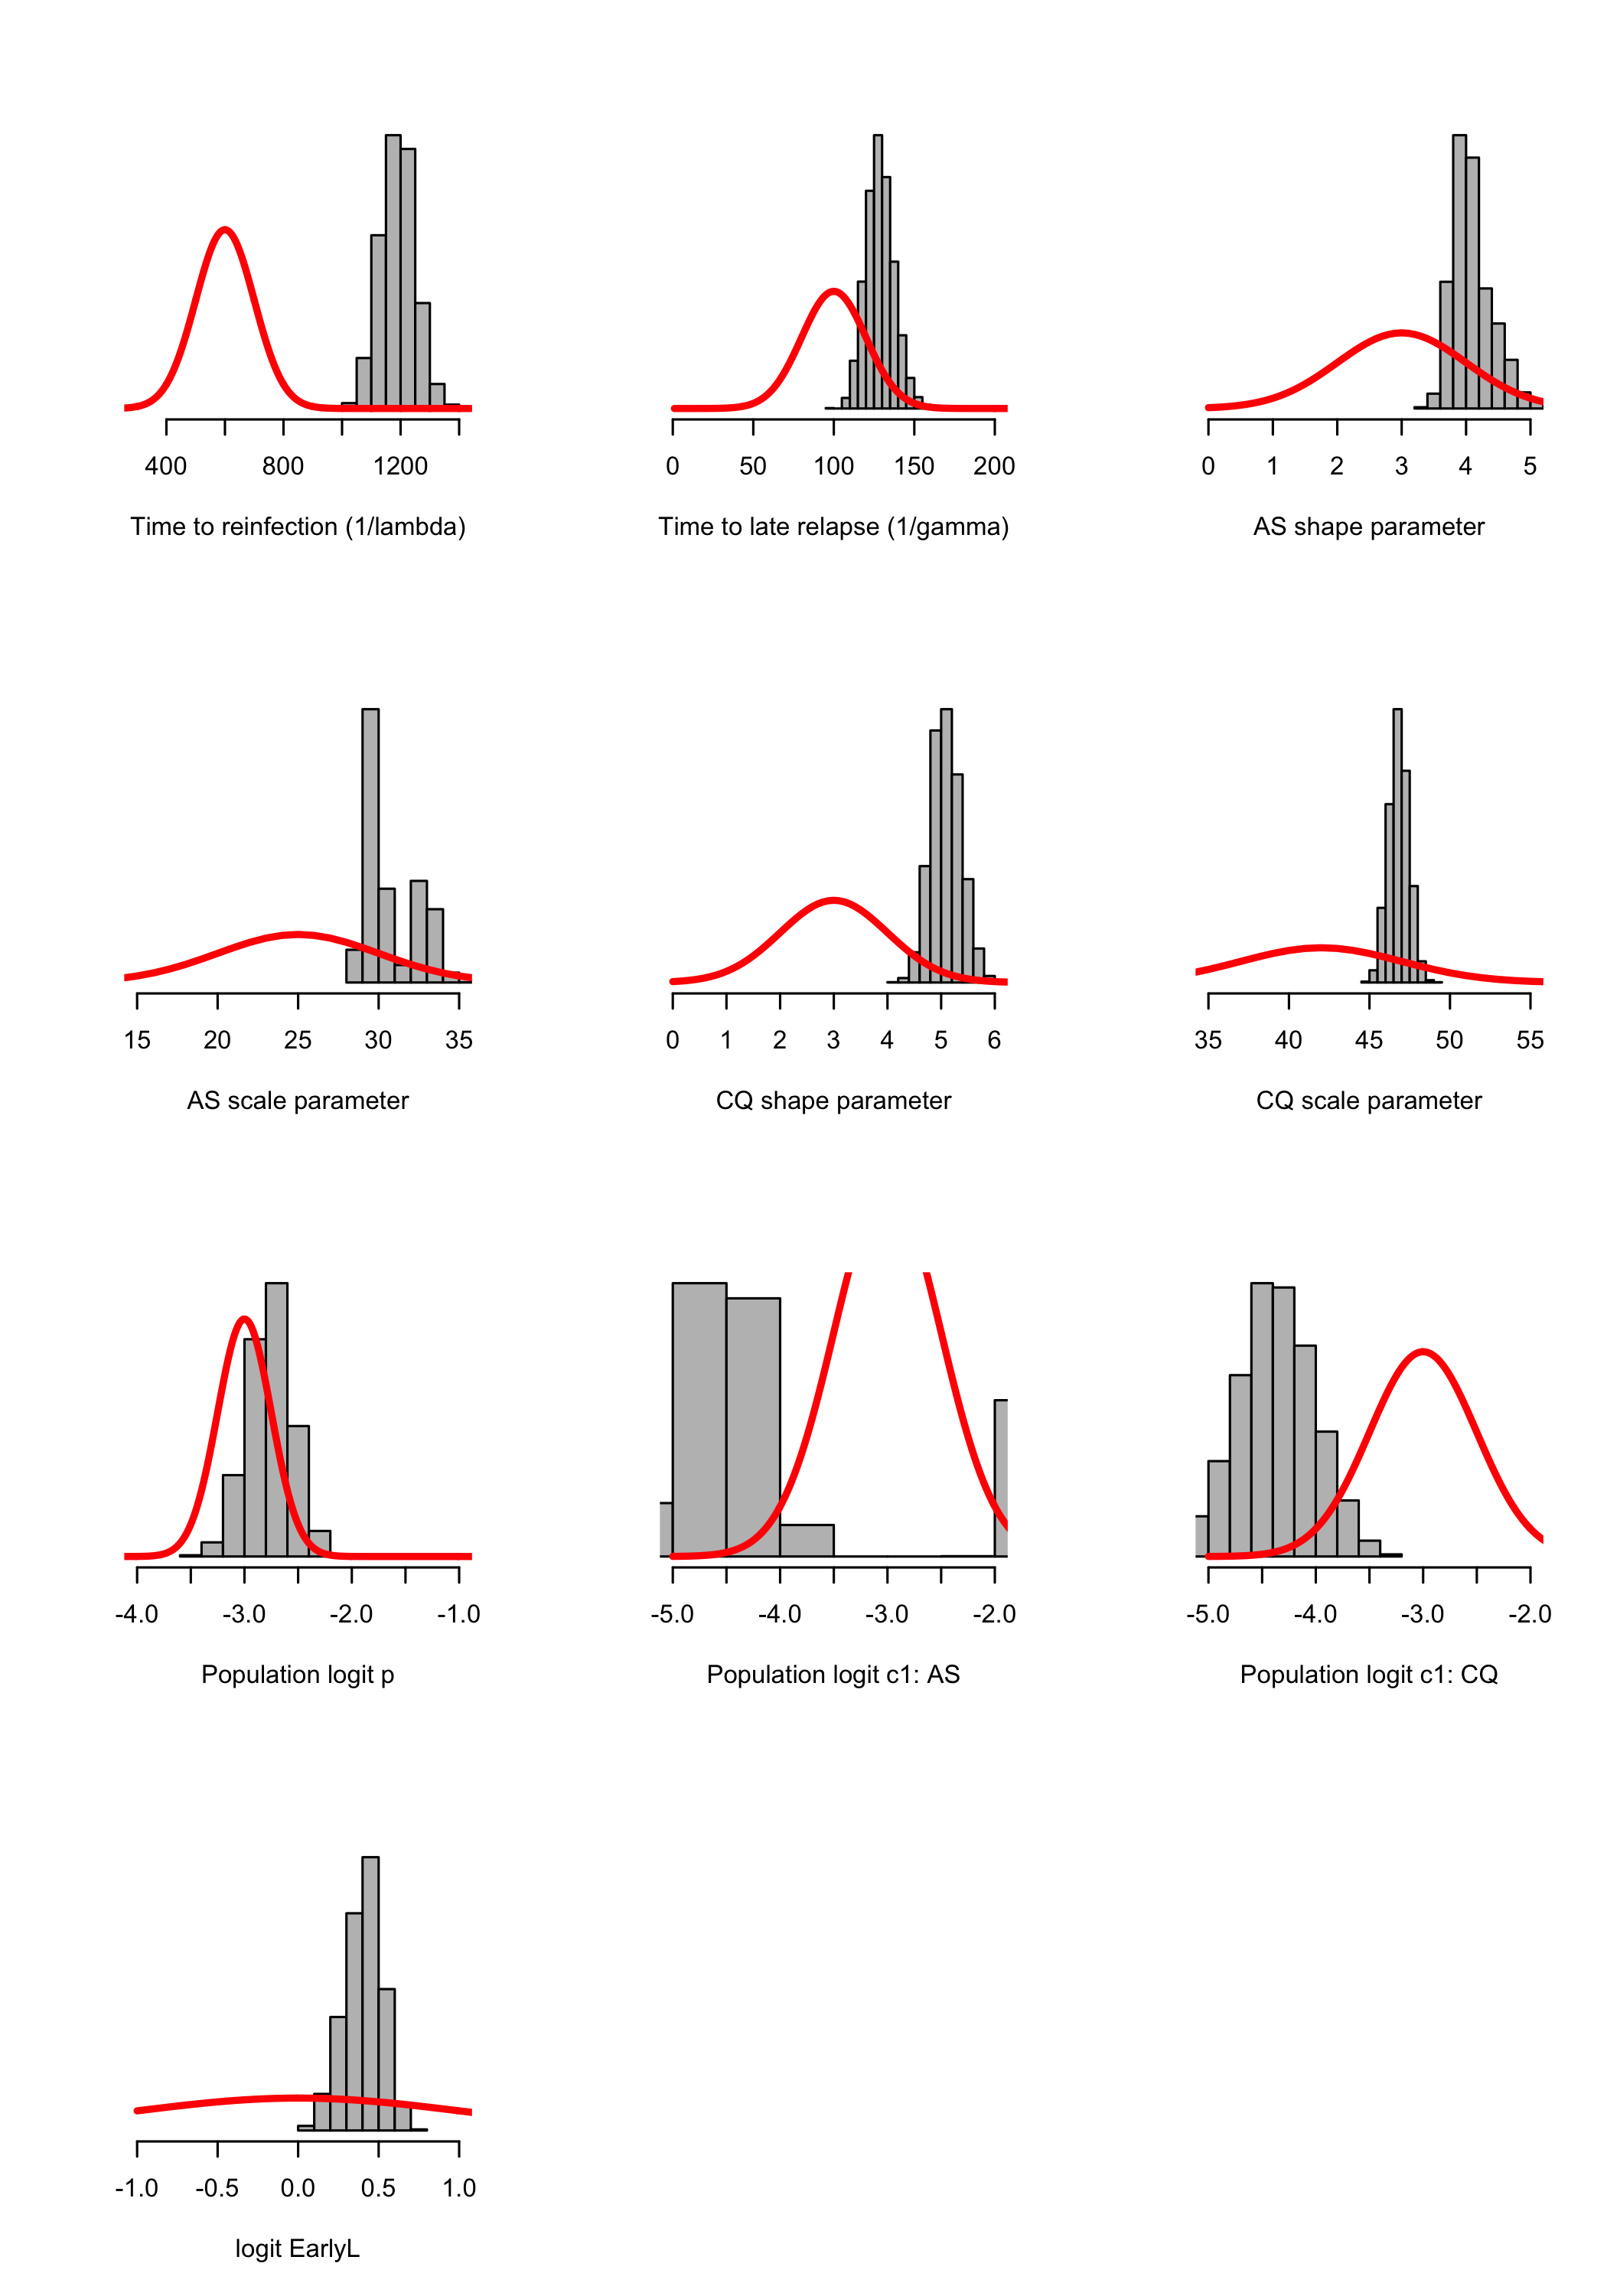 400 800 1200
Time to reinfection (1/lambda)
0 50 100 150 200
Time to late relapse (1/gamma)
0 1 2 3 4 5
AS shape parameter
15 20 25 30 35
AS scale parameter
0 1 2 3 4 5 6
CQ shape parameter
35 40 45 50 55
CQ scale parameter
-4.0 -3.0 -2.0 -1.0
Population logit p
-5.0 -4.0 -3.0 -2.0
Population logit c1: AS
-5.0 -4.0 -3.0 -2.0
Population logit c1: CQ
-1.0 -0.5 0.0 0.5 1.0
logit EarlyL